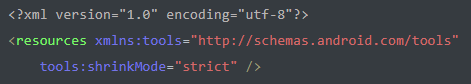 <?xml version="1.0" encoding="utf-8"?>
<resources xmlns:tools="http://schemas.android.com/tools"
    tools:shrinkMode="strict" />